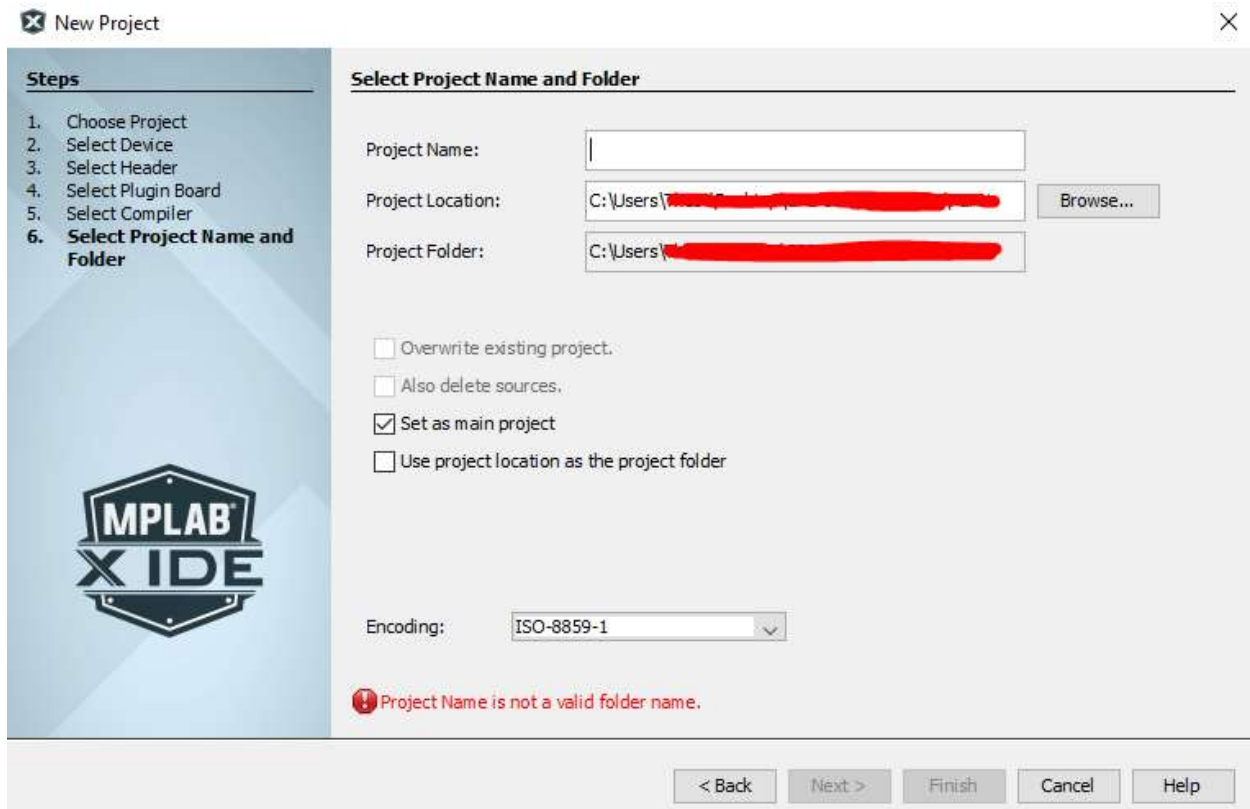 New Project
Steps
1. Choose Project
2. Select Device
3. Select Header
4. Select Plugin Board
5. Select Compiler
6. Select Project Name and
Folder
MPLAB
X IDE
Select Project Name and Folder
Project Name:
Project Location: C:\Users\ Browse...
Project Folder: C:\Users\
Overwrite existing project.
Also delete sources.
Set as main project
Use project location as the project folder
Encoding: ISO-8859-1
Project Name is not a valid folder name.
< Back Next > Finish Cancel Help